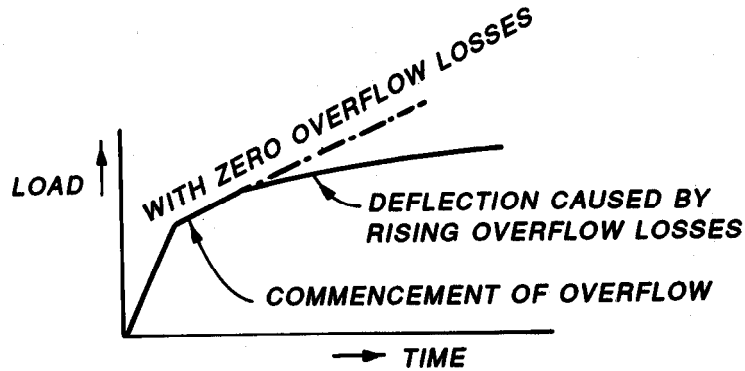 WITH ZERO OVERFLOW LOSSES
LOAD
DEFLECTION CAUSED BY
RISING OVERFLOW LOSSES
COMMENCEMENT OF OVERFLOW
TIME